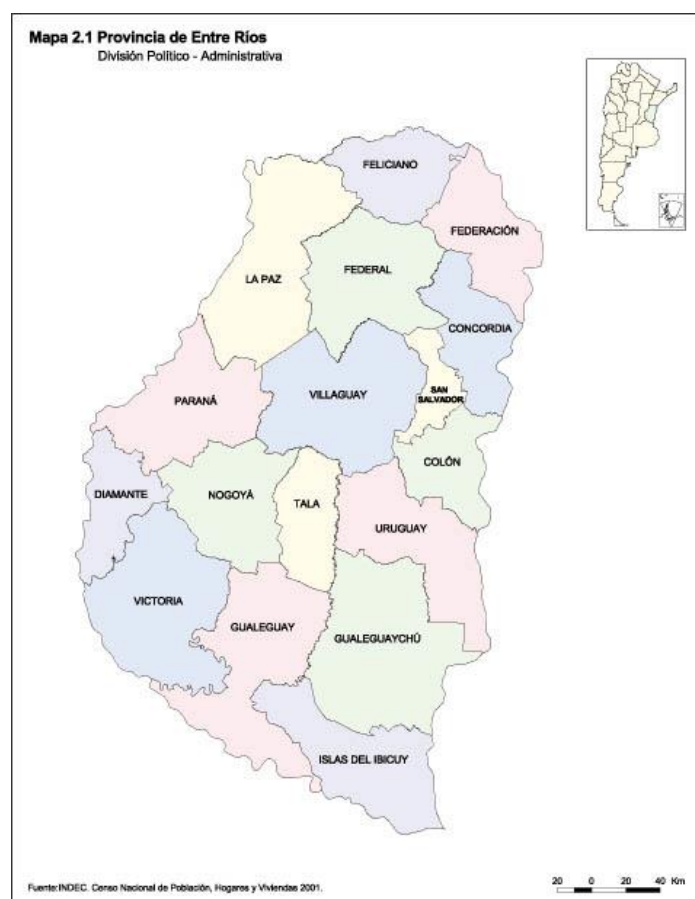 Mapa 2.1 Provincia de Entre Ríos
División Político - Administrativa
FELICIANO
FEDERACIÓN
FEDERAL
LA PAZ
CONCORDIA
SAN
SALVADOR
VILLAGUAY
PARANÁ
COLÓN
DIAMANTE
NOGOYÁ
TALA
URUGUAY
VICTORIA
GUALEGUAY
GUALEGUAYCHÚ
ISLAS DEL IBICUY
Fuente:INDEC. Censo Nacional de Población, Hogares y Viviendas 2001.
20 0 20 40 Km